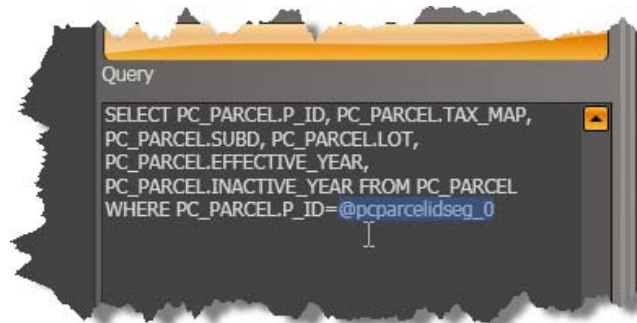 Query
SELECT PC_PARCEL.P_ID, PC_PARCEL.TAX_MAP,
PC_PARCEL.SUBD, PC_PARCEL.LOT,
PC_PARCEL.EFFECTIVE_YEAR,
PC_PARCEL.INACTIVE_YEAR FROM PC_PARCEL
WHERE PC_PARCEL.P_ID=@pcparcelidseg_0